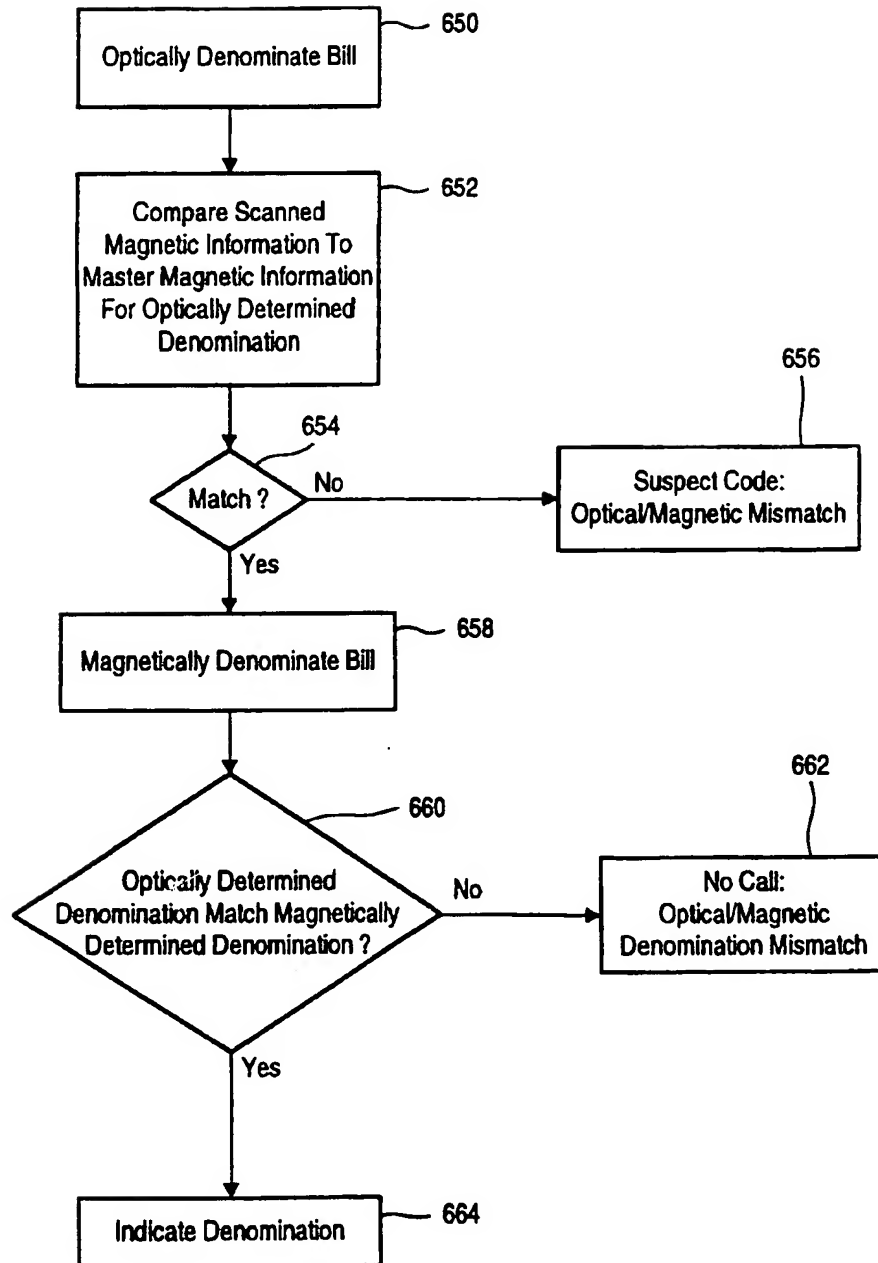 650
Optically Denominate Bill
652
Compare Scanned
Magnetic Information To
Master Magnetic Information
For Optically Determined
Denomination
654
Match ?
No
656
Suspect Code:
Optical/Magnetic Mismatch
Yes
658
Magnetically Denominate Bill
660
Optically Determined
Denomination Match Magnetically
Determined Denomination ?
No
662
No Call:
Optical/Magnetic
Denomination Mismatch
Yes
Indicate Denomination
664